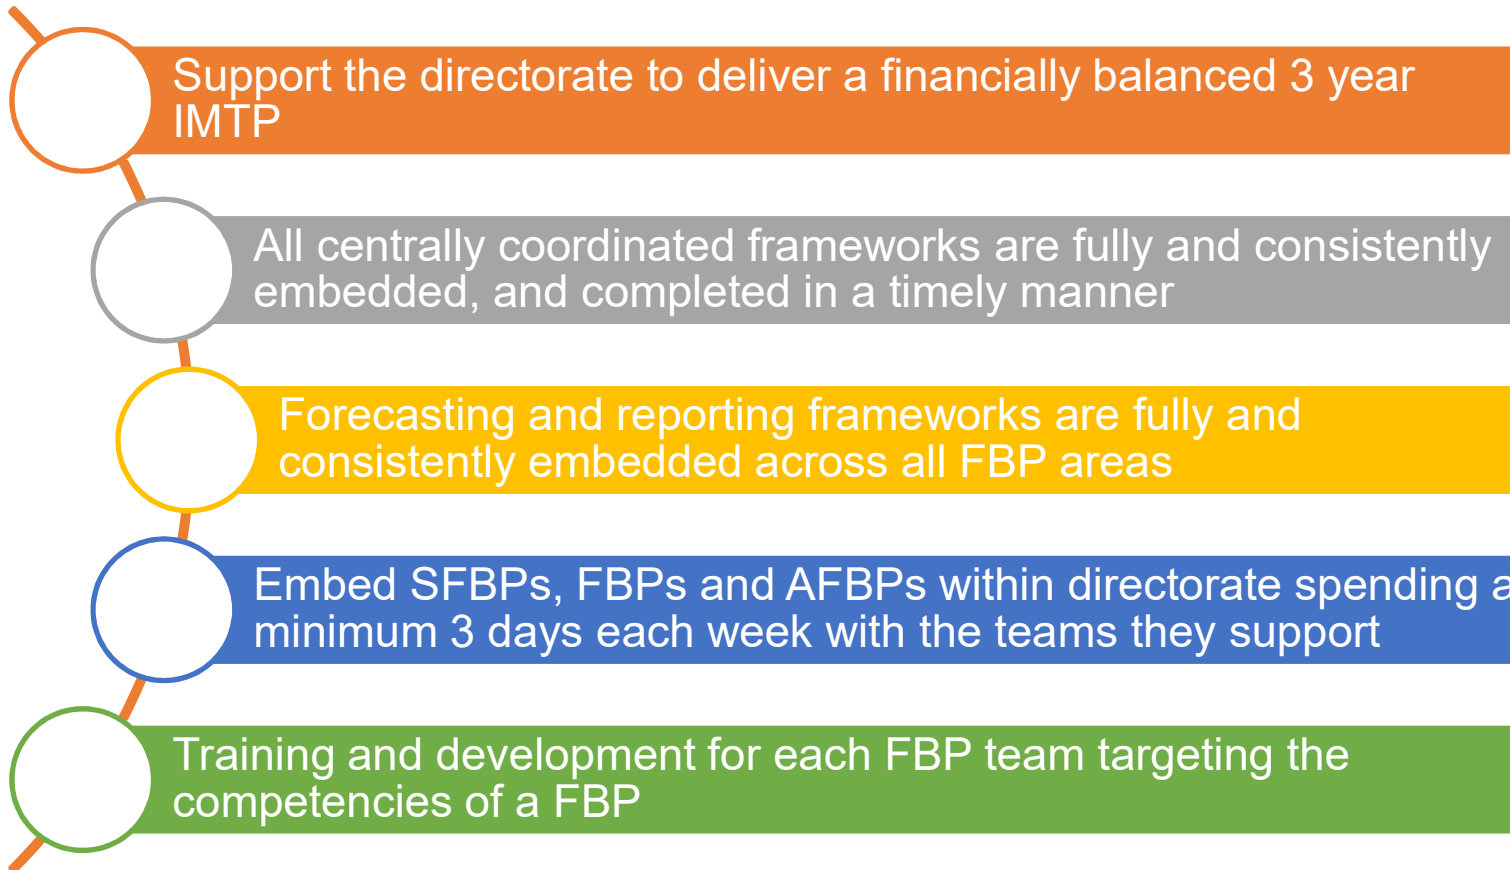 Support the directorate to deliver a financially balanced 3 year
IMTP
All centrally coordinated frameworks are fully and consistently
embedded, and completed in a timely manner
Forecasting and reporting frameworks are fully and
consistently embedded across all FBP areas
Embed SFBPs, FBPs and AFBPs within directorate spending a
minimum 3 days each week with the teams they support
Training and development for each FBP team targeting the
competencies of a FBP